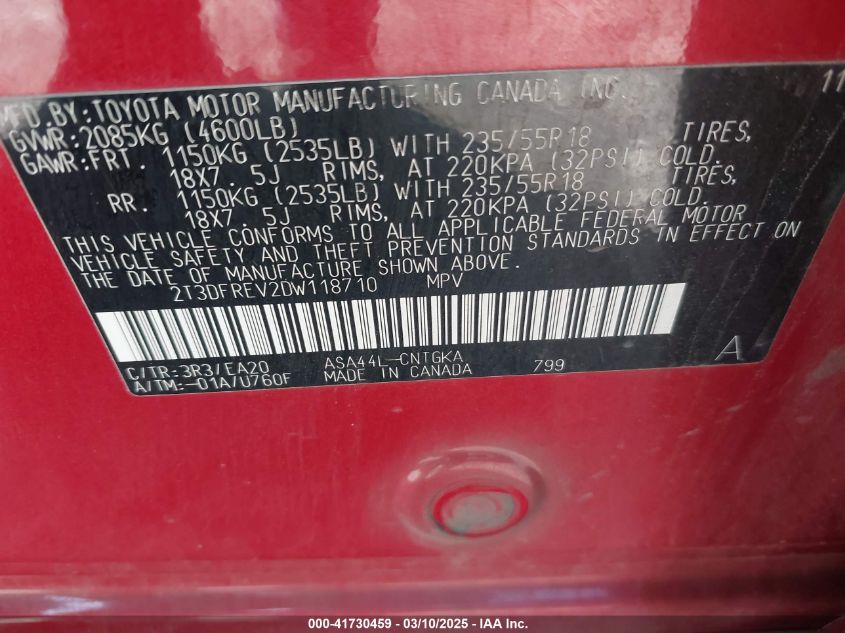 MFD BY:TOYOTA MOTOR MANUFACTURING CANADA INC. 11
GVWR:2085KG (4600LB)
GAWR:FRT. 1150KG (2535LB) WITH 235/55R18 TIRES,
18X7. 5J RIMS, AT 220KPA (32PSI) COLD.
RR. 1150KG (2535LB) WITH 235/55R18 TIRES,
18X7. 5J RIMS, AT 220KPA (32PSI) COLD.
THIS VEHICLE CONFORMS TO ALL APPLICABLE FEDERAL MOTOR
VEHICLE SAFETY AND THEFT PREVENTION STANDARDS IN EFFECT ON
THE DATE OF MANUFACTURE SHOWN ABOVE.
2T3DFREV2DW118710 MPV
C/TR:3R3/EA20 ASA44L-CNTGKA 799 A
A/TM:-01A/U760F MADE IN CANADA
000-41730459 - 03/10/2025 - IAA Inc.